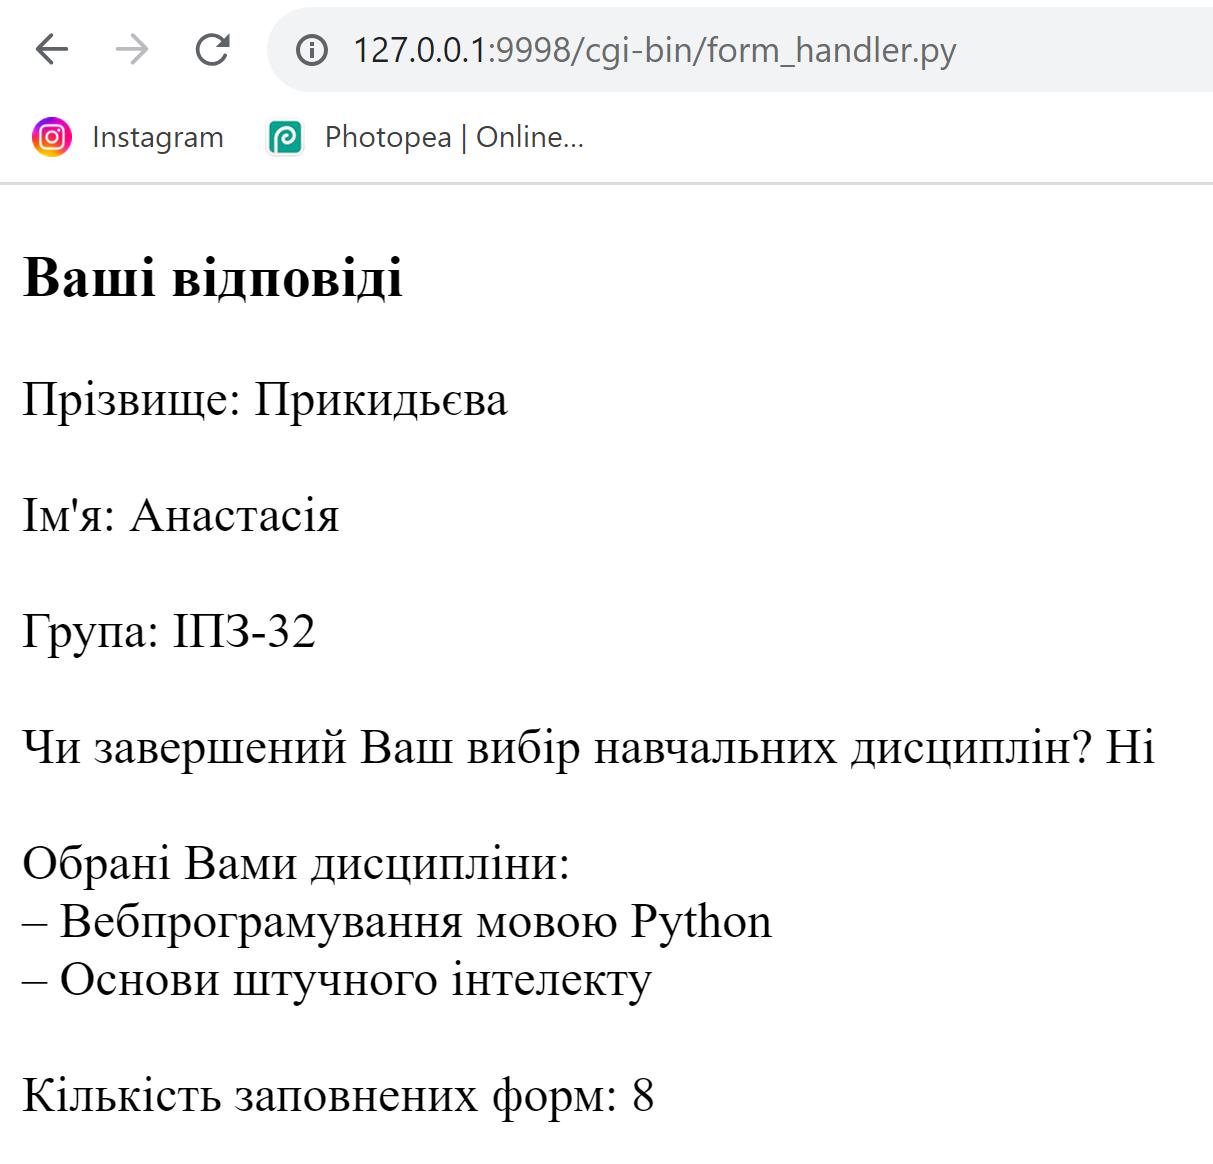 127.0.0.1:9998/cgi-bin/form_handler.py
Instagram
Photopea | Online...
Ваші відповіді
Прізвище: Прикидьєва
Ім'я: Анастасія
Група: ІПЗ-32
Чи завершений Ваш вибір навчальних дисциплін? Ні
Обрані Вами дисципліни:
– Вебпрограмування мовою Python
– Основи штучного інтелекту
Кількість заповнених форм: 8